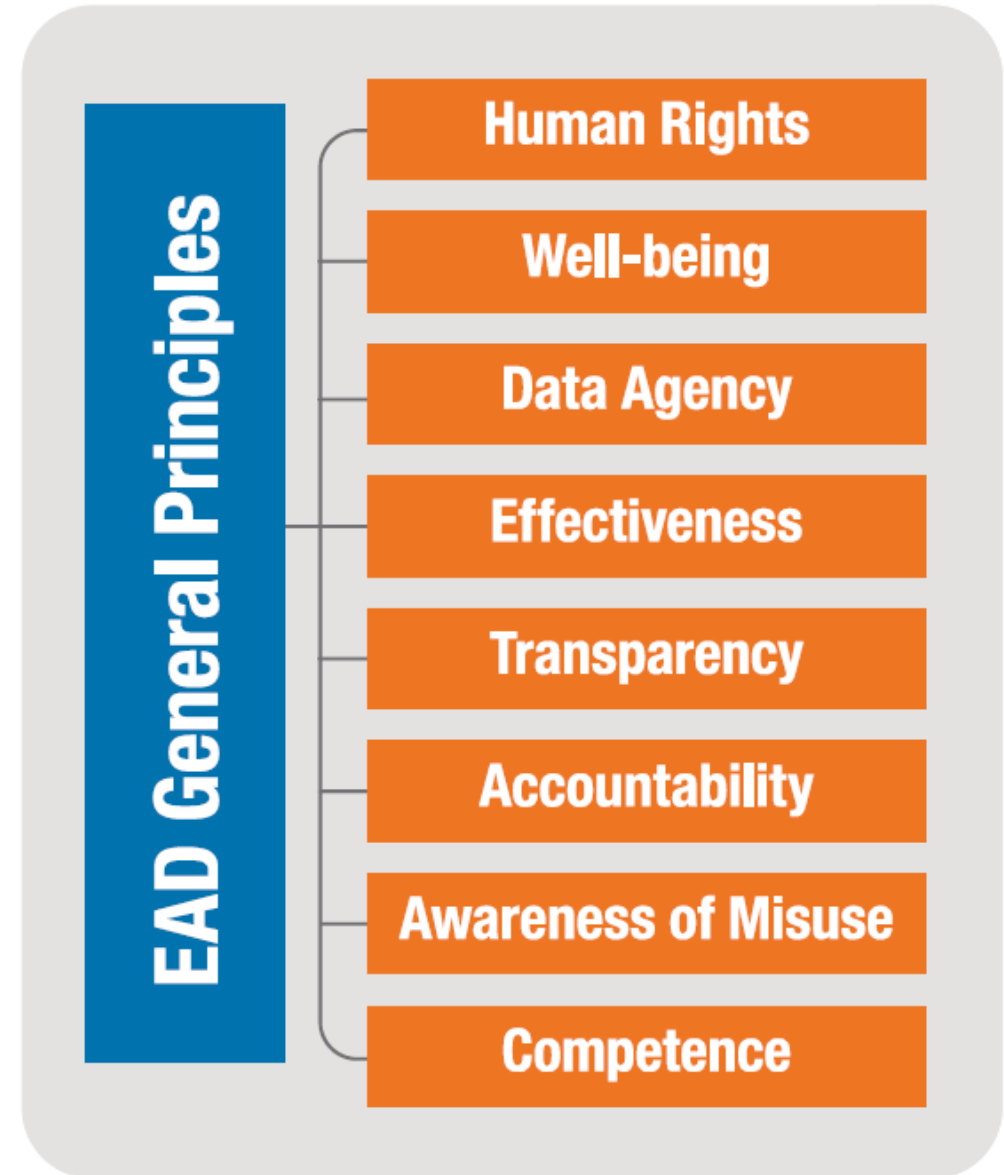 EAD General Principles
Human Rights
Well-being
Data Agency
Effectiveness
Transparency
Accountability
Awareness of Misuse
Competence